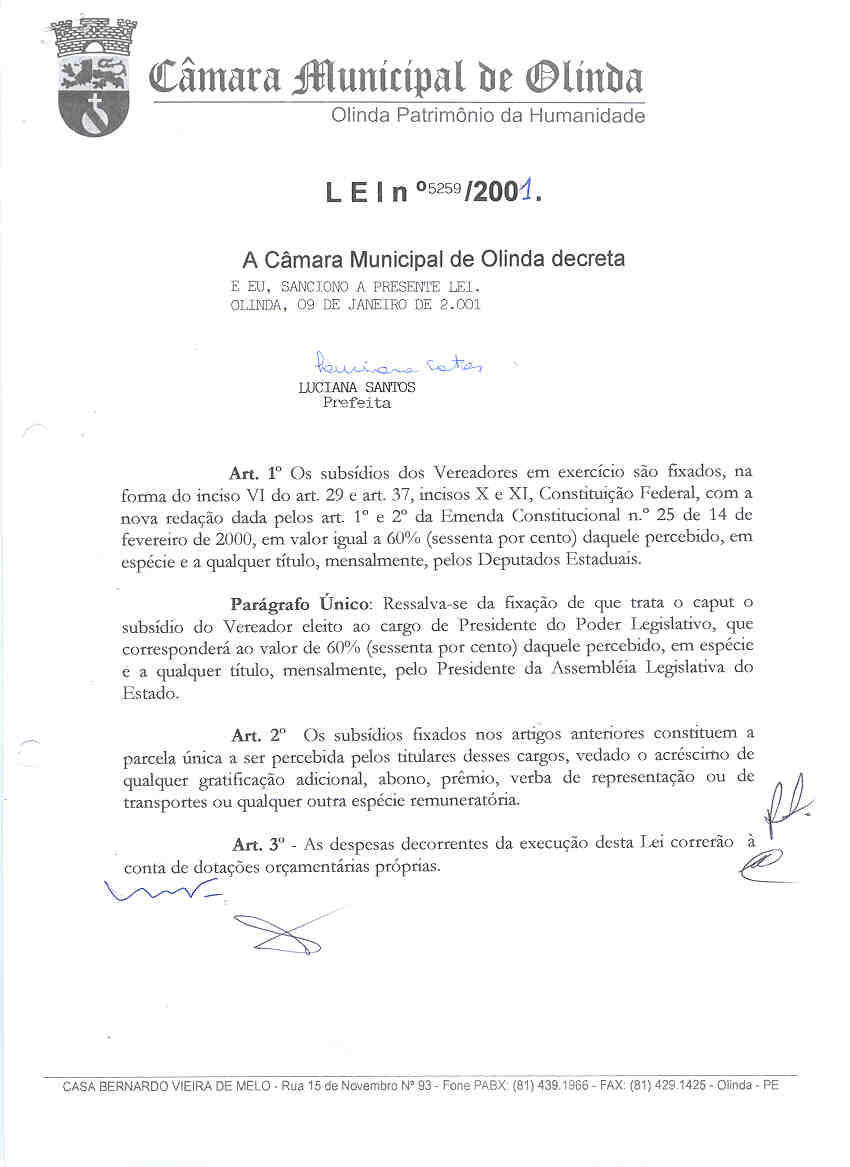 Câmara Municipal de Olinda
Olinda Patrimônio da Humanidade
L E I n º5259/2001.
A Câmara Municipal de Olinda decreta
E EU, SANCIONO A PRESENTE LEI.
OLINDA, 09 DE JANEIRO DE 2.001
Luciana Santos
LUCIANA SANTOS
Prefeita
Art. 1º Os subsídios dos Vereadores em exercício são fixados, na
forma do inciso VI do art. 29 e art. 37, incisos X e XI, Constituição Federal, com a
nova redação dada pelos art. 1º e 2º da Emenda Constitucional n.º 25 de 14 de
fevereiro de 2000, em valor igual a 60% (sessenta por cento) daquele percebido, em
espécie e a qualquer título, mensalmente, pelos Deputados Estaduais.
Parágrafo Único: Ressalva-se da fixação de que trata o caput o
subsídio do Vereador eleito ao cargo de Presidente do Poder Legislativo, que
corresponderá ao valor de 60% (sessenta por cento) daquele percebido, em espécie
e a qualquer título, mensalmente, pelo Presidente da Assembléia Legislativa do
Estado.
Art. 2º Os subsídios fixados nos artigos anteriores constituem a
parcela única a ser percebida pelos titulares desses cargos, vedado o acréscimo de
qualquer gratificação adicional, abono, prêmio, verba de representação ou de
transportes ou qualquer outra espécie remuneratória.
Art. 3º - As despesas decorrentes da execução desta Lei correrão à
conta de dotações orçamentárias próprias.
CASA BERNARDO VIEIRA DE MELO - Rua 15 de Novembro Nº 93 - Fone PABX: (81) 439.1966 - FAX: (81) 429.1425 - Olinda - PE